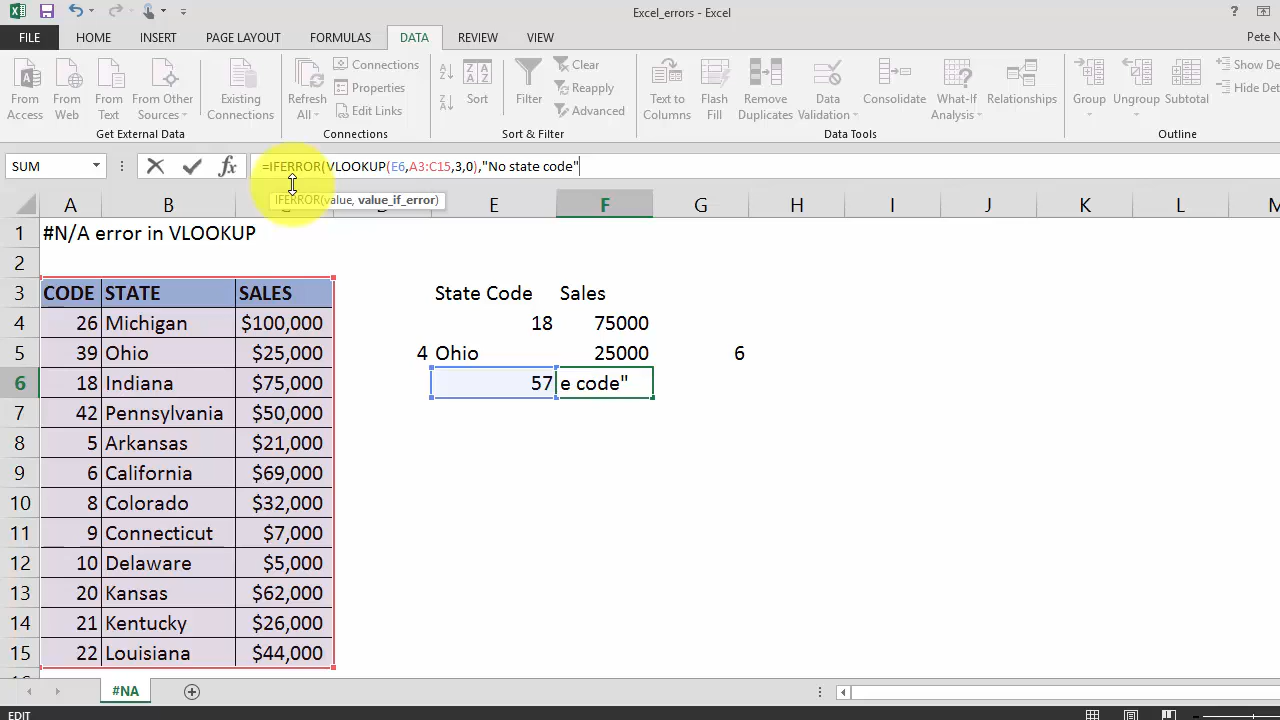 Excel_errors - Excel
?
FILE HOME INSERT PAGE LAYOUT FORMULAS DATA REVIEW VIEW Pete N
From Access
From Web
From Text
From Other Sources
Get External Data
Existing Connections
Refresh All
Connections
Properties
Edit Links
Connections
Sort
Filter
Clear
Reapply
Advanced
Sort & Filter
Text to Columns
Flash Fill
Remove Duplicates
Data Validation
Consolidate
What-If Analysis
Relationships
Data Tools
Group
Ungroup
Subtotal
Show De
Hide Det
Outline
SUM fx =IFERROR(VLOOKUP(E6,A3:C15,3,0),"No state code"
IFERROR(value, value_if_error)
A B C D E F G H I J K L M
1 #N/A error in VLOOKUP
2
3 CODE STATE SALES State Code Sales
4 26 Michigan $100,000 18 75000
5 39 Ohio $25,000 4 Ohio 25000 6
6 18 Indiana $75,000 57 e code"
7 42 Pennsylvania $50,000
8 5 Arkansas $21,000
9 6 California $69,000
10 8 Colorado $32,000
11 9 Connecticut $7,000
12 10 Delaware $5,000
13 20 Kansas $62,000
14 21 Kentucky $26,000
15 22 Louisiana $44,000
#NA
EDIT